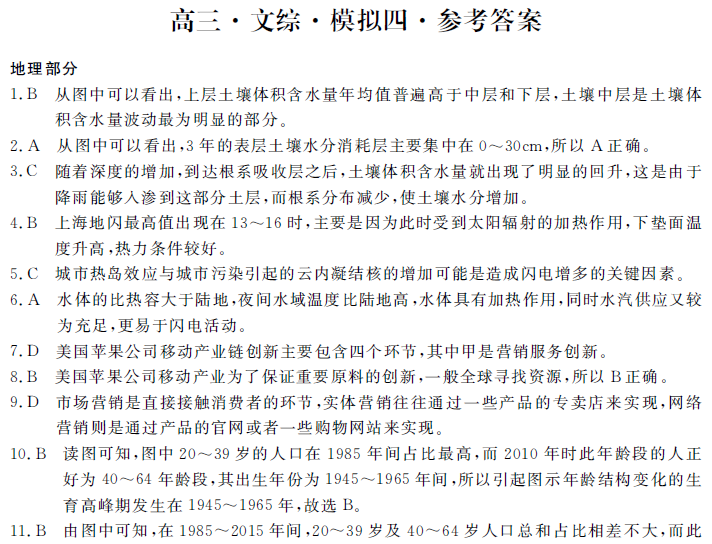 高三·文综·模拟四·参考答案
地理部分
1.B 从图中可以看出,上层土壤体积含水量年均值普遍高于中层和下层,土壤中层是土壤体
积含水量波动最为明显的部分。
2.A 从图中可以看出,3年的表层土壤水分消耗层主要集中在0~30cm,所以A正确。
3.C 随着深度的增加,到达根系吸收层之后,土壤体积含水量就出现了明显的回升,这是由于
降雨能够入渗到这部分土层,而根系分布减少,使土壤水分增加。
4.B 上海地闪最高值出现在13~16时,主要是因为此时受到太阳辐射的加热作用,下垫面温
度升高,热力条件较好。
5.C 城市热岛效应与城市污染引起的云内凝结核的增加可能是造成闪电增多的关键因素。
6.A 水体的比热容大于陆地,夜间水域温度比陆地高,水体具有加热作用,同时水汽供应又较
为充足,更易于闪电活动。
7.D 美国苹果公司移动产业链创新主要包含四个环节,其中甲是营销服务创新。
8.B 美国苹果公司移动产业为了保证重要原料的创新,一般全球寻找资源,所以B正确。
9.D 市场营销是直接接触消费者的环节,实体营销往往通过一些产品的专卖店来实现,网络
营销则是通过产品的官网或者一些购物网站来实现。
10.B 读图可知,图中20~39岁的人口在1985年间占比最高,而2010年时此年龄段的人正
好为40~64年龄段,其出生年份为1945~1965年间,所以引起图示年龄结构变化的生
育高峰期发生在1945~1965年,故选B。
11.B 由图中可知,在1985~2015年间,20~39岁及40~64岁人口总和占比相差不大,而此